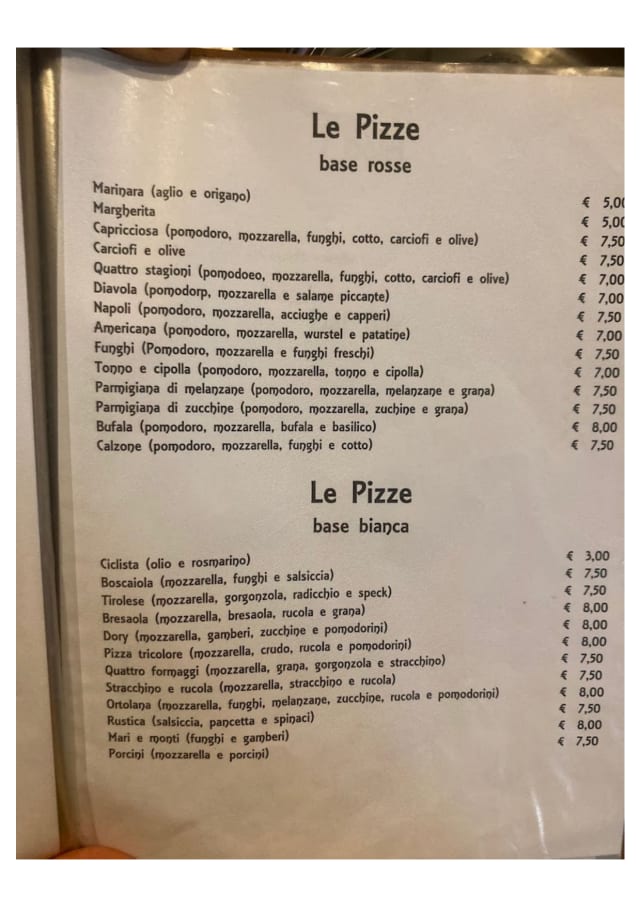 Le Pizze
base rosse
Marinara (aglio e origano) € 5,00
Margherita € 5,00
Capricciosa (pomodoro, mozzarella, funghi, cotto, carciofi e olive) € 7,50
Carciofi e olive € 7,50
Quattro stagioni (pomodoeo, mozzarella, funghi, cotto, carciofi e olive) € 7,00
Diavola (pomodorp, mozzarella e salame piccante) € 7,00
Napoli (pomodoro, mozzarella, acciughe e capperi) € 7,50
Americana (pomodoro, mozzarella, wurstel e patatine) € 7,00
Funghi (Pomodoro, mozzarella e funghi freschi) € 7,50
Tonno e cipolla (pomodoro, mozzarella, tonno e cipolla) € 7,00
Parmigiana di melanzane (pomodoro, mozzarella, melanzane e grana) € 7,50
Parmigiana di zucchine (pomodoro, mozzarella, zuchine e grana) € 7,50
Bufala (pomodoro, mozzarella, bufala e basilico) € 8,00
Calzone (pomodoro, mozzarella, funghi e cotto) € 7,50
Le Pizze
base bianca
Ciclista (olio e rosmarino) € 3,00
Boscaiola (mozzarella, funghi e salsiccia) € 7,50
Tirolese (mozzarella, gorgonzola, radicchio e speck) € 7,50
Bresaola (mozzarella, bresaola, rucola e grana) € 8,00
Dory (mozzarella, gamberi, zucchine e pomodorini) € 8,00
Pizza tricolore (mozzarella, crudo, rucola e pomodorini) € 8,00
Quattro formaggi (mozzarella, grana, gorgonzola e stracchino) € 7,50
Stracchino e rucola (mozzarella, stracchino e rucola) € 7,50
Ortolana (mozzarella, funghi, melanzane, zucchine, rucola e pomodorini) € 8,00
Rustica (salsiccia, pancetta e spinaci) € 7,50
Mari e monti (funghi e gamberi) € 8,00
Porcini (mozzarella e porcini) € 7,50